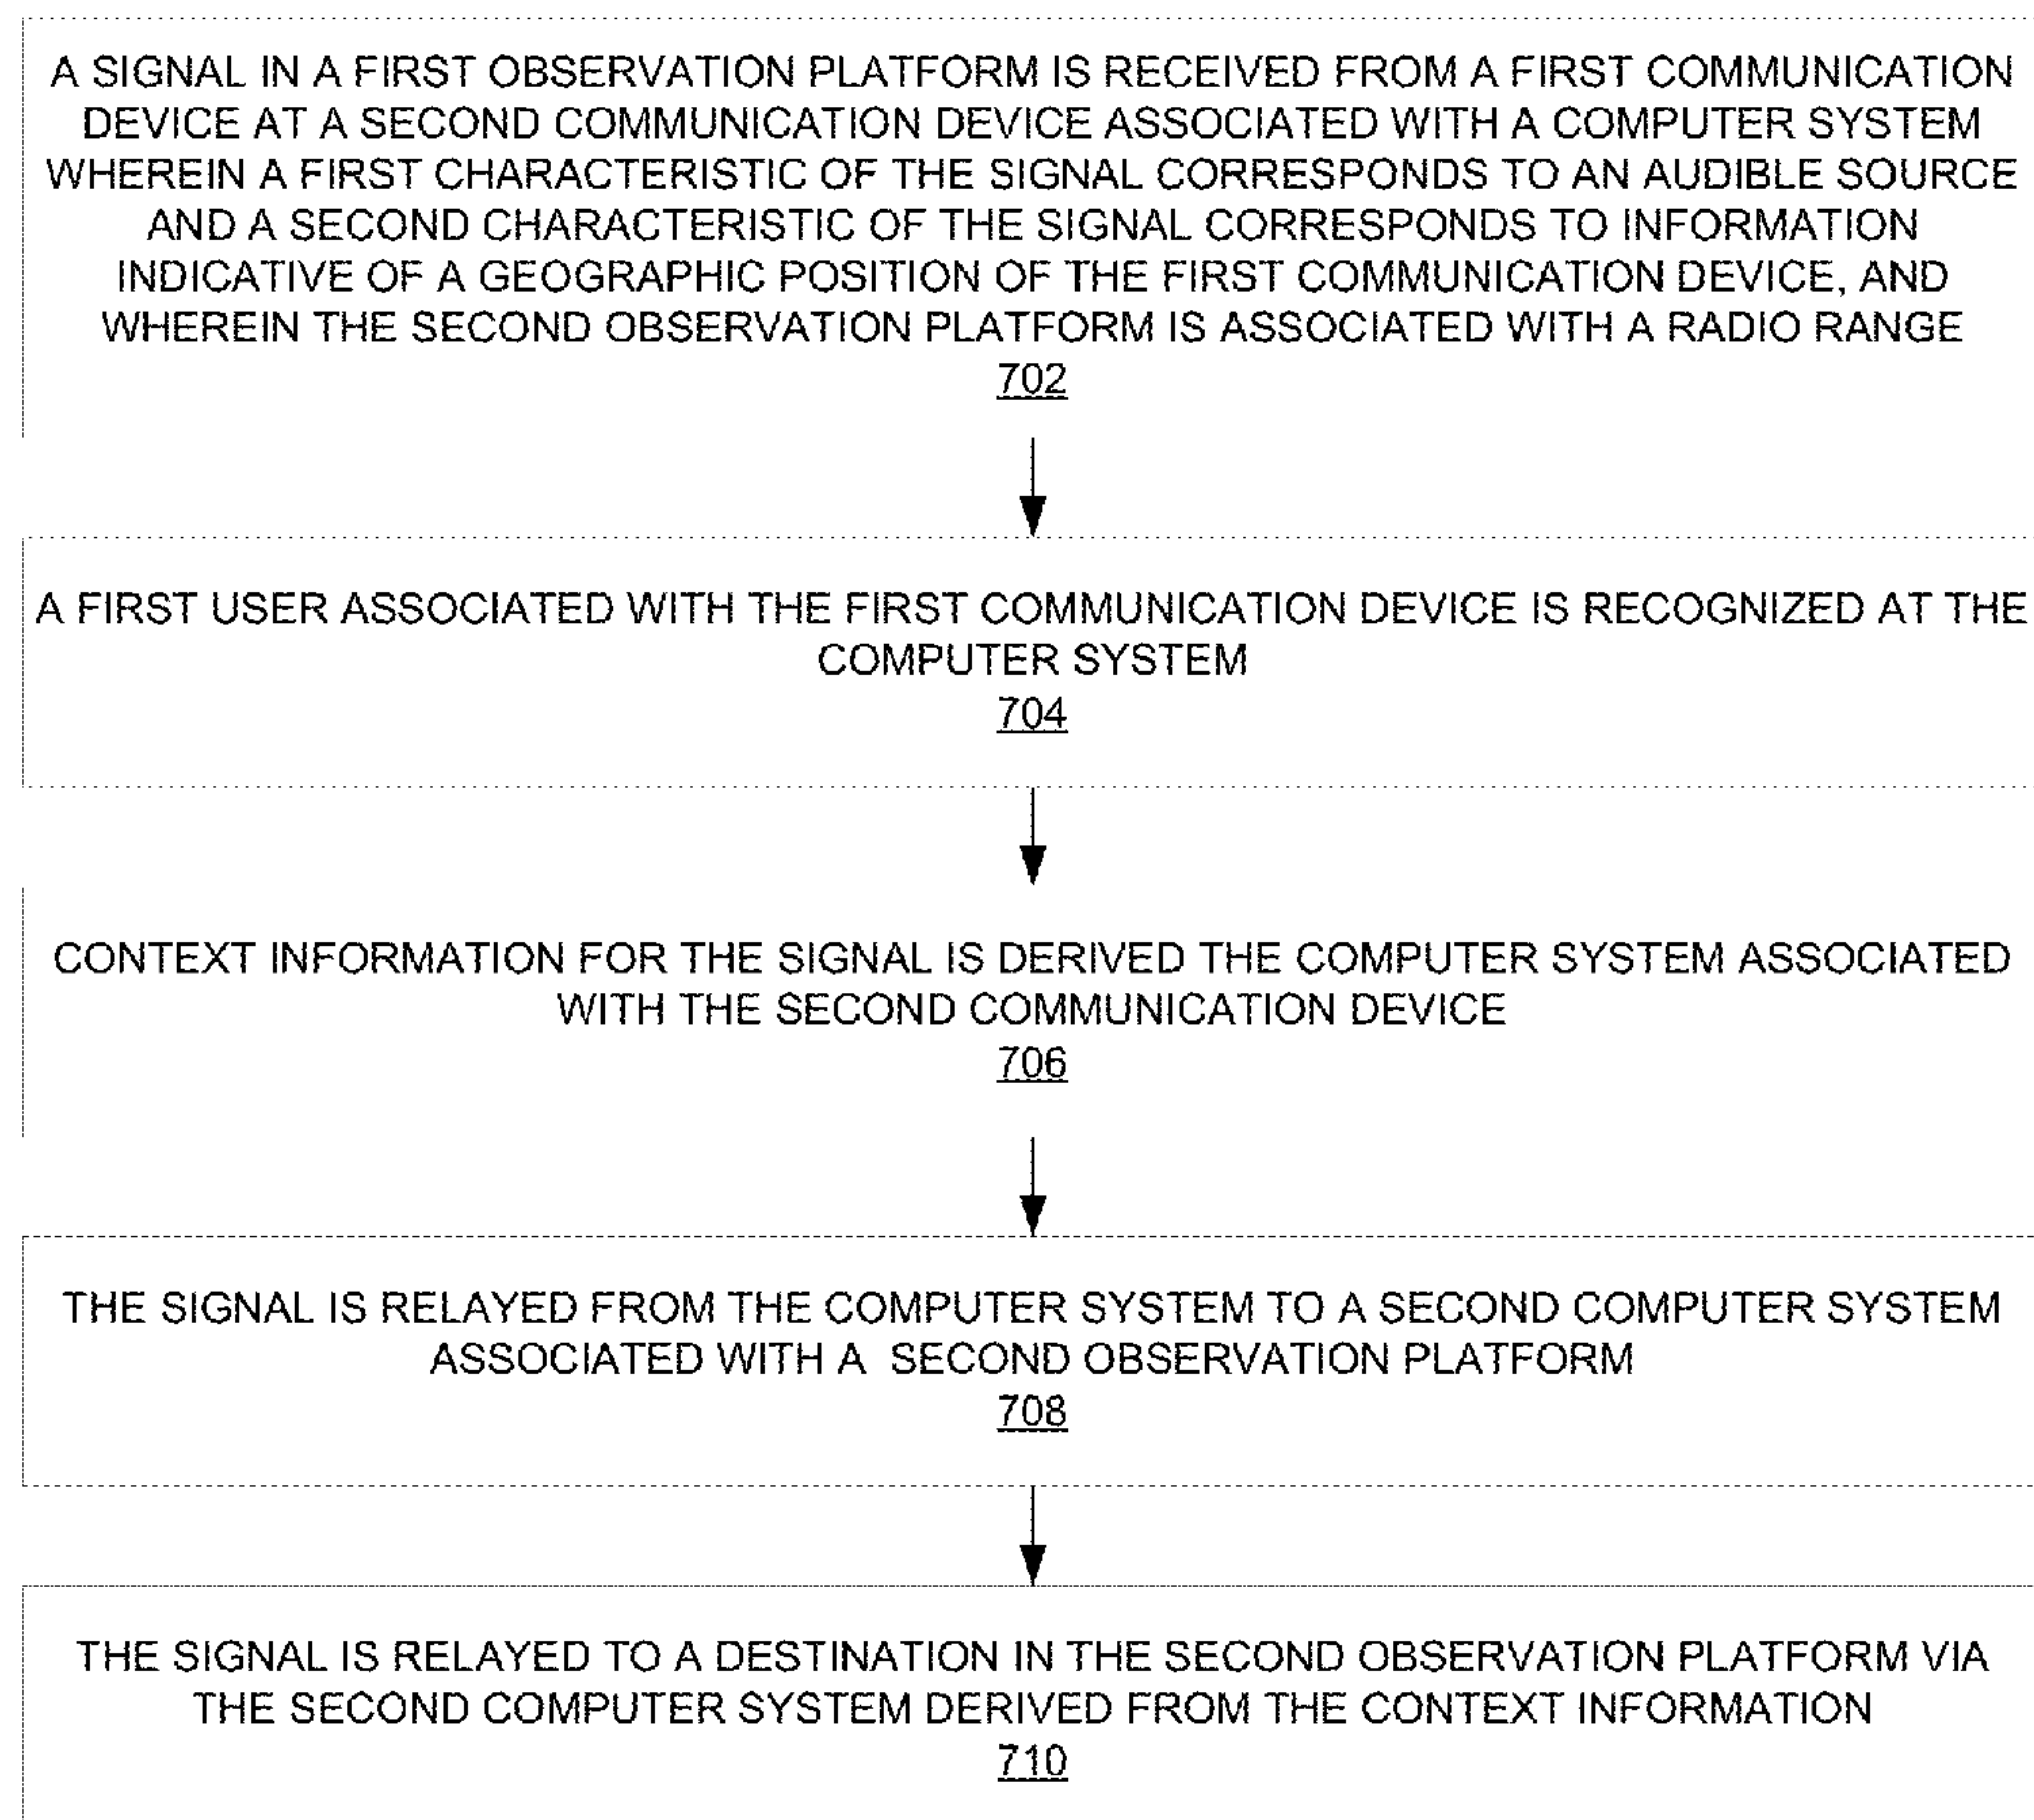 A SIGNAL IN A FIRST OBSERVATION PLATFORM IS RECEIVED FROM A FIRST COMMUNICATION
DEVICE AT A SECOND COMMUNICATION DEVICE ASSOCIATED WITH A COMPUTER SYSTEM
WHEREIN A FIRST CHARACTERISTIC OF THE SIGNAL CORRESPONDS TO AN AUDIBLE SOURCE
AND A SECOND CHARACTERISTIC OF THE SIGNAL CORRESPONDS TO INFORMATION
INDICATIVE OF A GEOGRAPHIC POSITION OF THE FIRST COMMUNICATION DEVICE, AND
WHEREIN THE SECOND OBSERVATION PLATFORM IS ASSOCIATED WITH A RADIO RANGE
702
A FIRST USER ASSOCIATED WITH THE FIRST COMMUNICATION DEVICE IS RECOGNIZED AT THE
COMPUTER SYSTEM
704
CONTEXT INFORMATION FOR THE SIGNAL IS DERIVED THE COMPUTER SYSTEM ASSOCIATED
WITH THE SECOND COMMUNICATION DEVICE
706
THE SIGNAL IS RELAYED FROM THE COMPUTER SYSTEM TO A SECOND COMPUTER SYSTEM
ASSOCIATED WITH A SECOND OBSERVATION PLATFORM
708
THE SIGNAL IS RELAYED TO A DESTINATION IN THE SECOND OBSERVATION PLATFORM VIA
THE SECOND COMPUTER SYSTEM DERIVED FROM THE CONTEXT INFORMATION
710